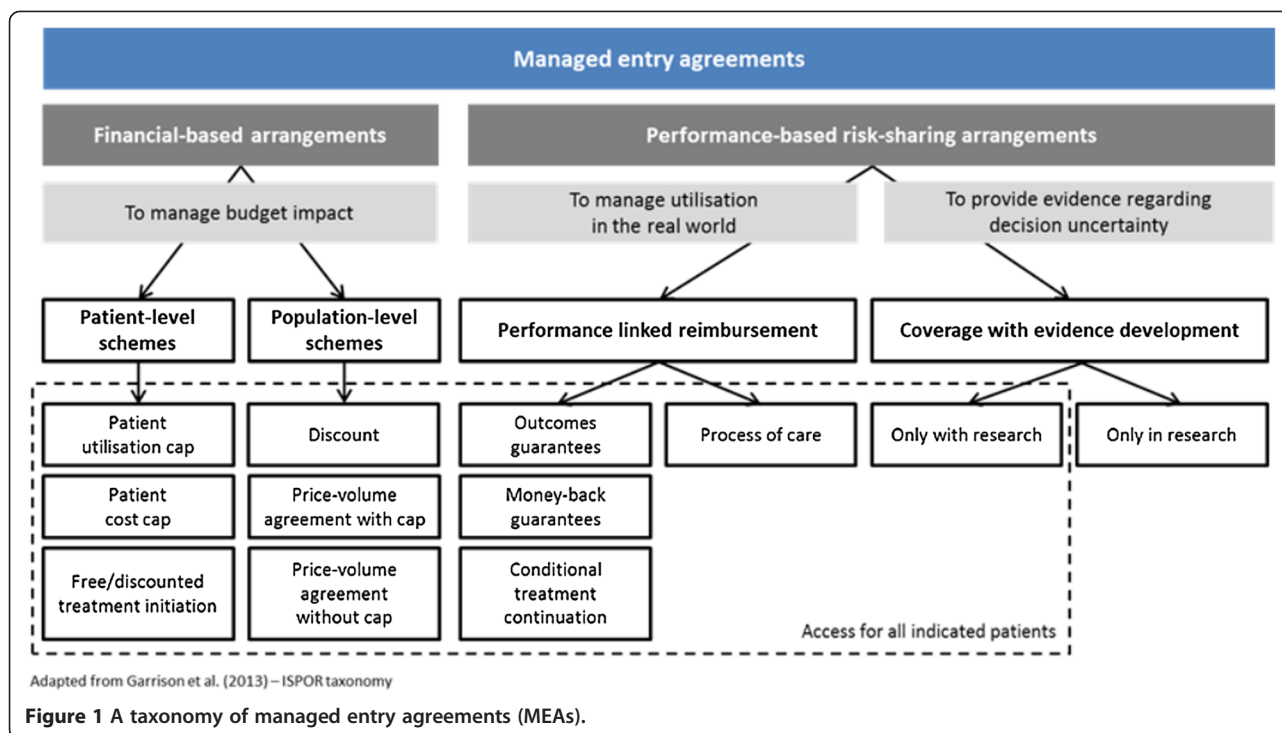 Managed entry agreements
Financial-based arrangements
Performance-based risk-sharing arrangements
To manage budget impact
To manage utilisation
in the real world
To provide evidence regarding
decision uncertainty
Patient-level
schemes
Population-level
schemes
Performance linked reimbursement
Coverage with evidence development
Patient
utilisation cap
Discount
Outcomes
guarantees
Process of care
Only with research
Only in research
Patient
cost cap
Price-volume
agreement with cap
Money-back
guarantees
Free/discounted
treatment initiation
Price-volume
agreement
without cap
Conditional
treatment
continuation
Access for all indicated patients
Adapted from Garrison et al. (2013) – ISPOR taxonomy
Figure 1 A taxonomy of managed entry agreements (MEAs).